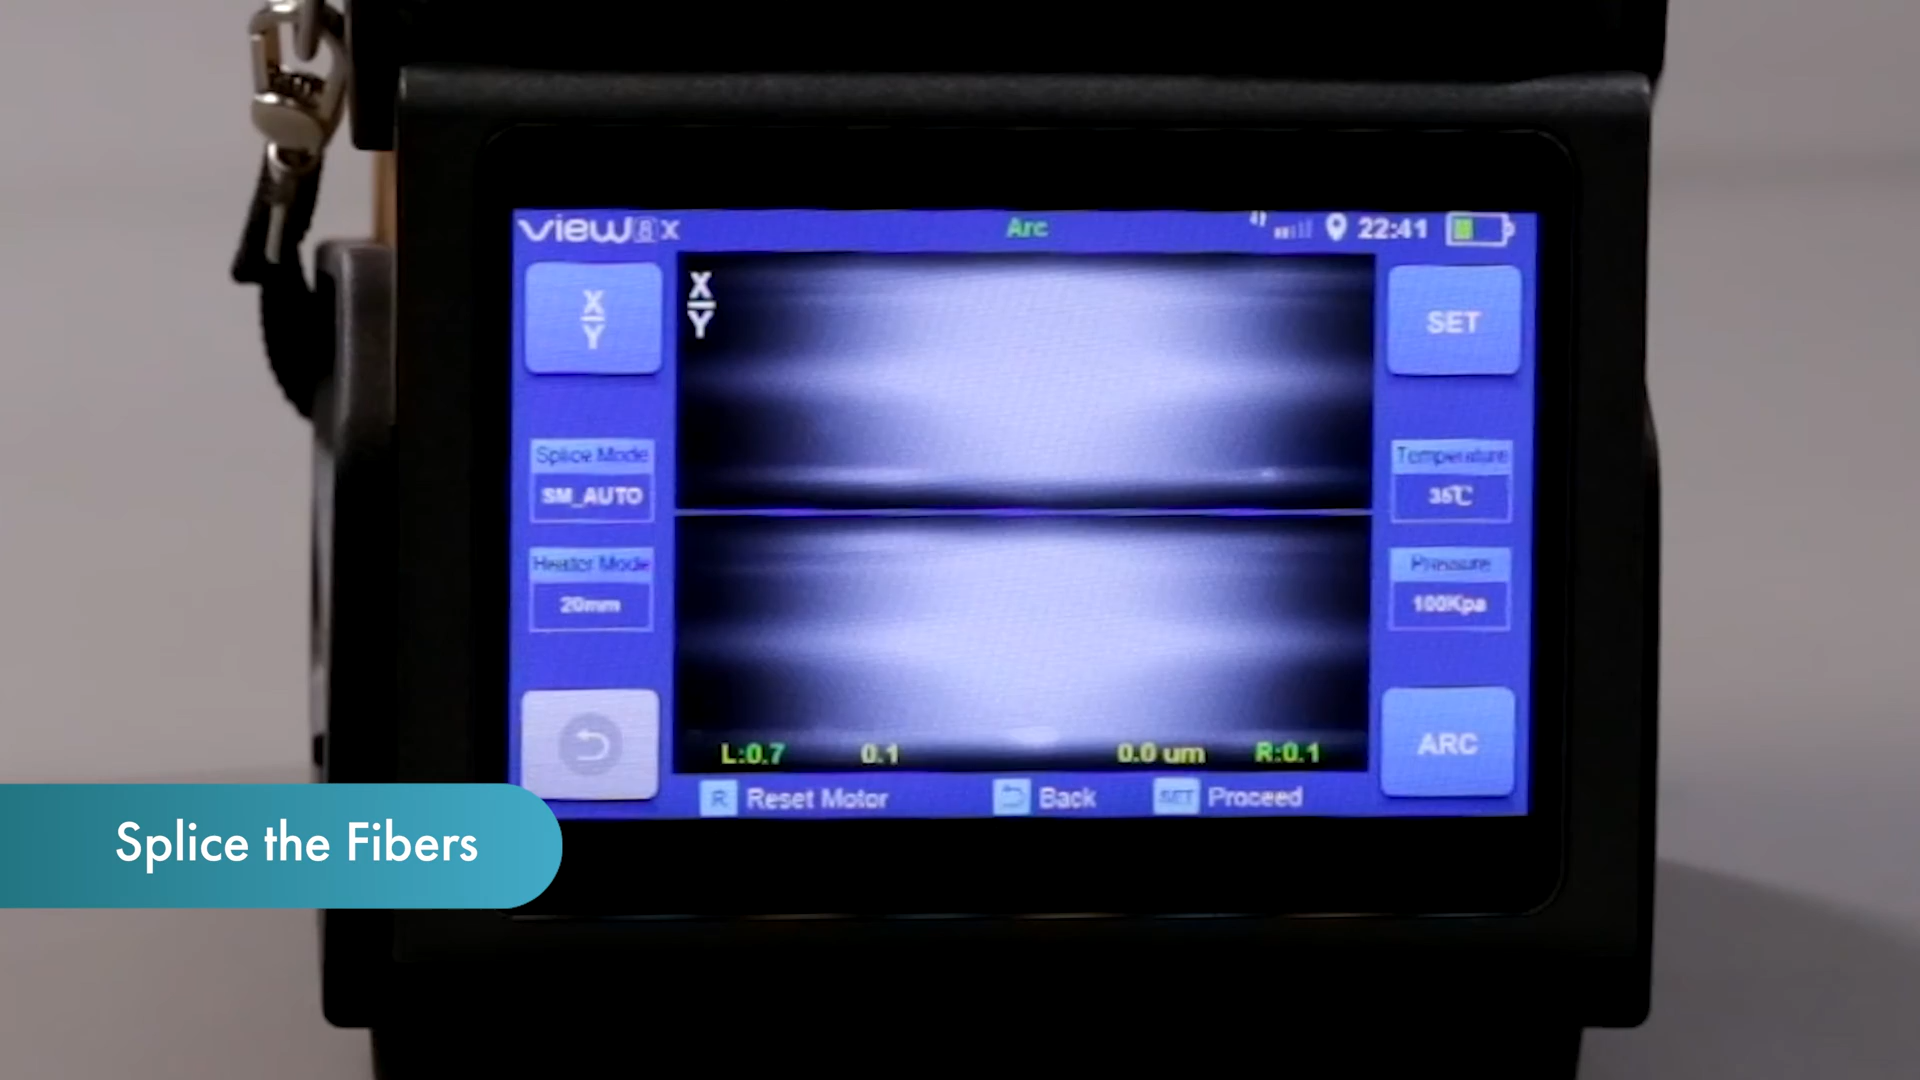 view8x Arc 22:41
X
Y
X
Y
SET
Splice Mode
SM_AUTO
Temperature
35℃
Heater Mode
20mm
Pressure
100Kpa
ARC
L:0.7 0.1 0.0 um R:0.1
R Reset Motor Back SET Proceed
Splice the Fibers